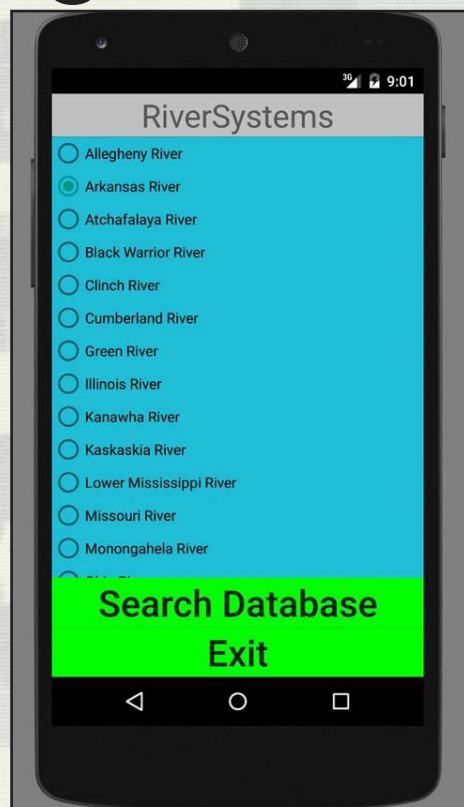 3G 9:01
RiverSystems
Allegheny River
Arkansas River
Atchafalaya River
Black Warrior River
Clinch River
Cumberland River
Green River
Illinois River
Kanawha River
Kaskaskia River
Lower Mississippi River
Missouri River
Monongahela River
Search Database
Exit